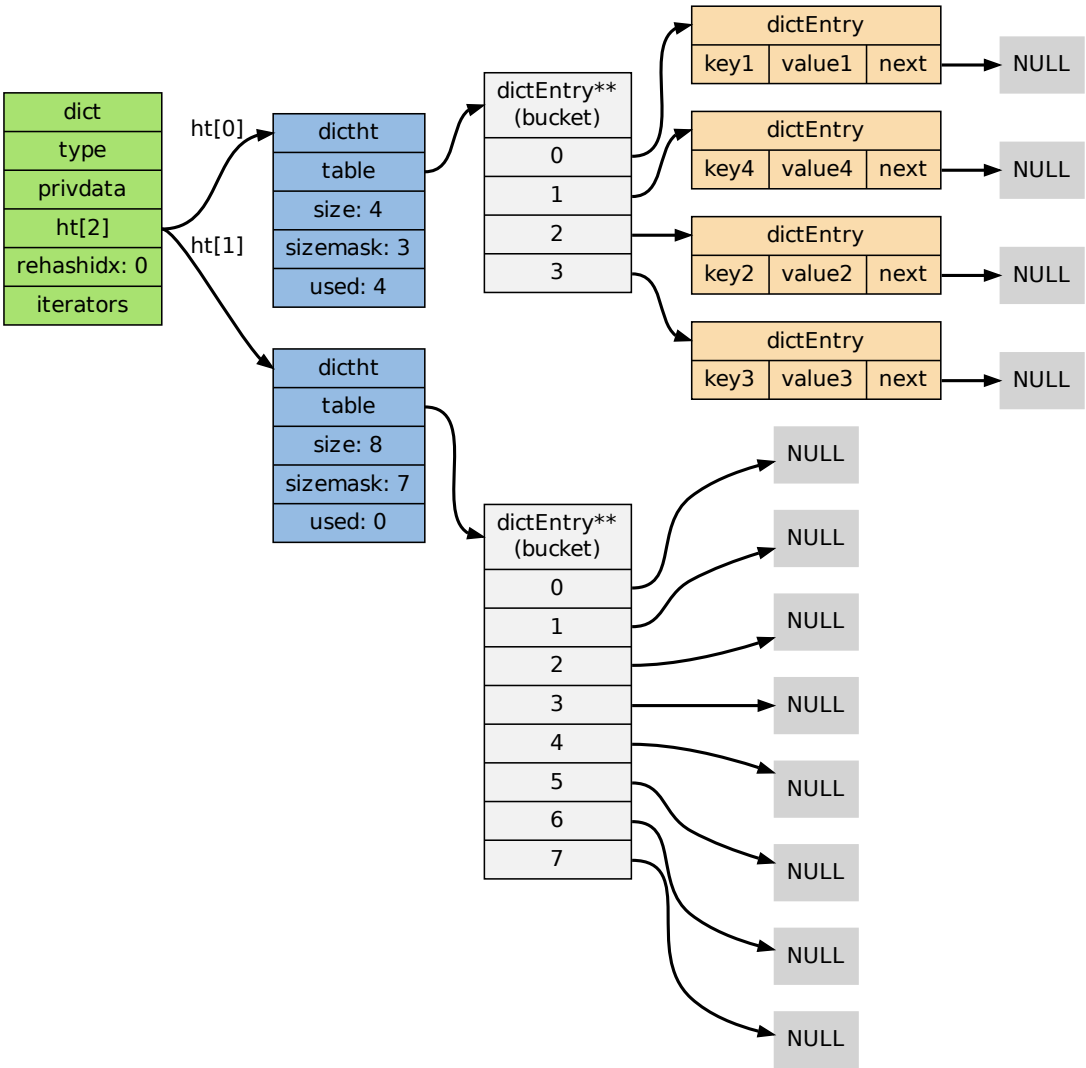 dict
type
privdata
ht[2]
rehashidx: 0
iterators
ht[0]
ht[1]
dictht
table
size: 4
sizemask: 3
used: 4
dictht
table
size: 8
sizemask: 7
used: 0
dictEntry**
(bucket)
0
1
2
3
dictEntry
key1 value1 next
NULL
dictEntry
key4 value4 next
NULL
dictEntry
key2 value2 next
NULL
dictEntry
key3 value3 next
NULL
dictEntry**
(bucket)
0
1
2
3
4
5
6
7
NULL
NULL
NULL
NULL
NULL
NULL
NULL
NULL